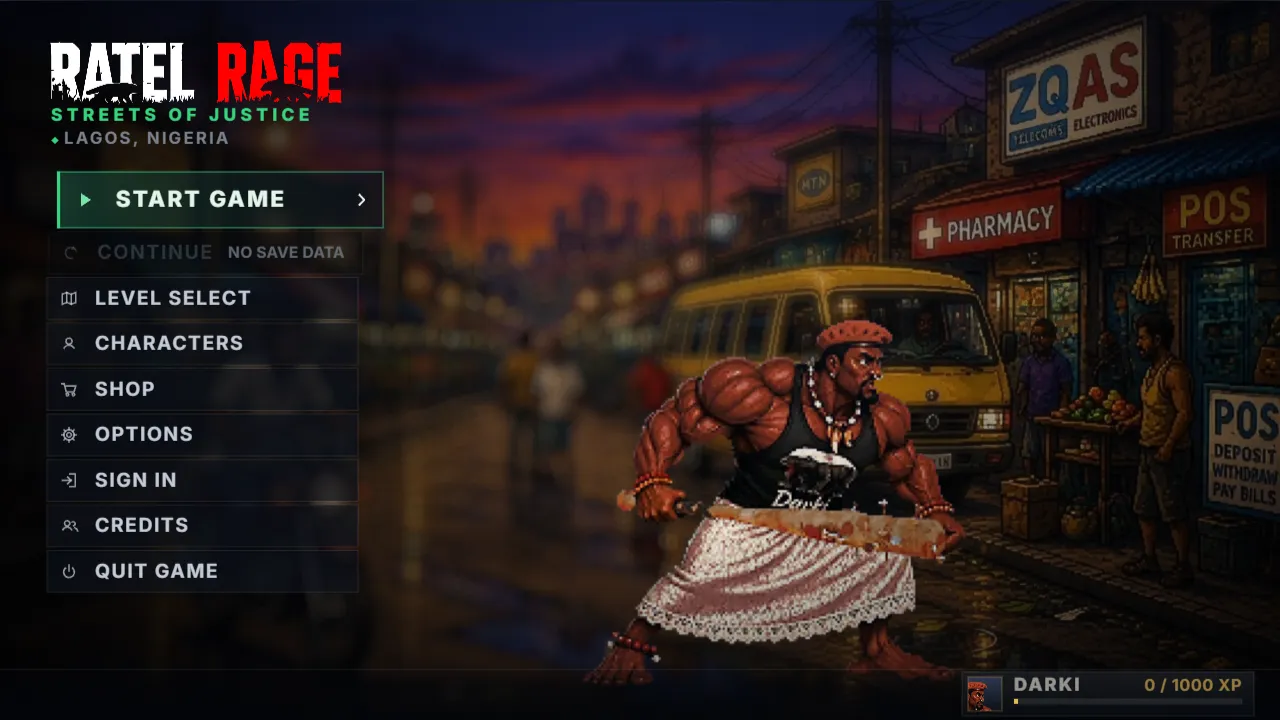 RATEL RAGE
STREETS OF JUSTICE
LAGOS, NIGERIA
START GAME
CONTINUE NO SAVE DATA
LEVEL SELECT
CHARACTERS
SHOP
OPTIONS
SIGN IN
CREDITS
QUIT GAME
ZQAS
TELECOMS ELECTRONICS
MTN
PHARMACY
POS
TRANSFER
POS
DEPOSIT
WITHDRAW
PAY BILLS
DARKI
0 / 1000 XP